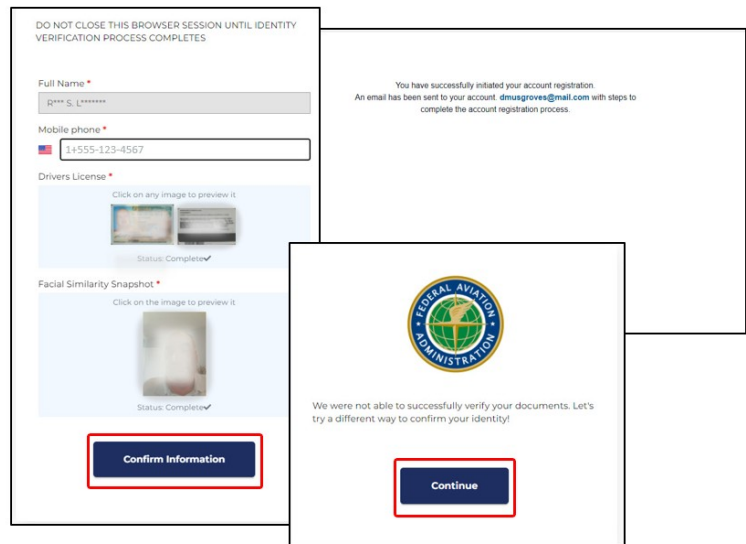 DO NOT CLOSE THIS BROWSER SESSION UNTIL IDENTITY
VERIFICATION PROCESS COMPLETES
Full Name *
R*** S. L*******
Mobile phone *
1+555-123-4567
Drivers License *
Click on any image to preview it
Status: Complete✓
Facial Similarity Snapshot *
Click on the image to preview it
Status: Complete✓
Confirm Information
You have successfully initiated your account registration.
An email has been sent to your account. dmusgroves@mail.com with steps to
complete the account registration process.
FEDERAL AVIATION
ADMINISTRATION
We were not able to successfully verify your documents. Let's
try a different way to confirm your identity!
Continue